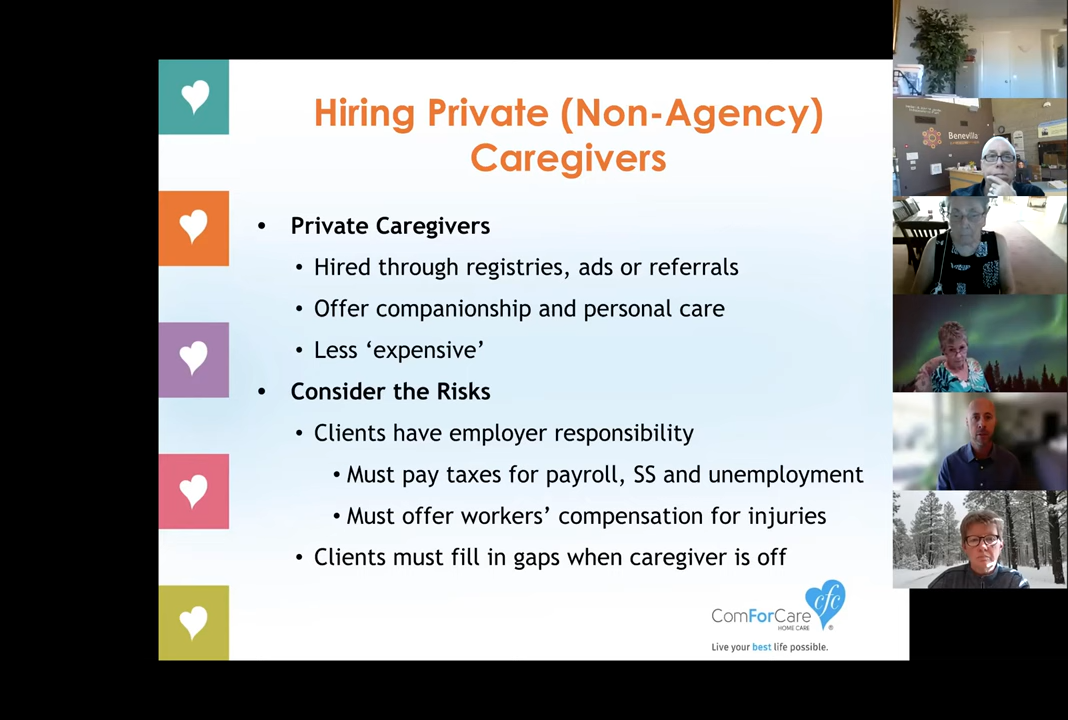 Hiring Private (Non-Agency)
Caregivers
• Private Caregivers
• Hired through registries, ads or referrals
• Offer companionship and personal care
• Less ‘expensive’
• Consider the Risks
• Clients have employer responsibility
• Must pay taxes for payroll, SS and unemployment
• Must offer workers’ compensation for injuries
• Clients must fill in gaps when caregiver is off
cfc
ComForCare
HOME CARE
®
Live your best life possible.
Benevilla